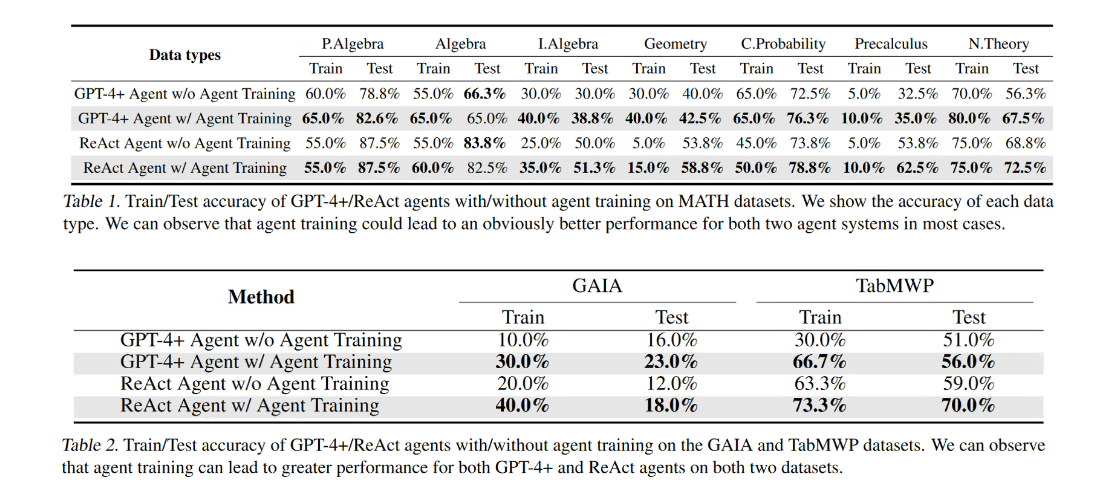 Data types P.Algebra Algebra I.Algebra Geometry C.Probability Precalculus N.Theory
Train Test Train Test Train Test Train Test Train Test Train Test Train Test
GPT-4+ Agent w/o Agent Training 60.0% 78.8% 55.0% 66.3% 30.0% 30.0% 30.0% 40.0% 65.0% 72.5% 5.0% 32.5% 70.0% 56.3%
GPT-4+ Agent w/ Agent Training 65.0% 82.6% 65.0% 65.0% 40.0% 38.8% 40.0% 42.5% 65.0% 76.3% 10.0% 35.0% 80.0% 67.5%
ReAct Agent w/o Agent Training 55.0% 87.5% 55.0% 83.8% 25.0% 50.0% 5.0% 53.8% 45.0% 73.8% 5.0% 53.8% 75.0% 68.8%
ReAct Agent w/ Agent Training 55.0% 87.5% 60.0% 82.5% 35.0% 51.3% 15.0% 58.8% 50.0% 78.8% 10.0% 62.5% 75.0% 72.5%
Table 1. Train/Test accuracy of GPT-4+/ReAct agents with/without agent training on MATH datasets. We show the accuracy of each data
type. We can observe that agent training could lead to an obviously better performance for both two agent systems in most cases.
Method GAIA TabMWP
Train Test Train Test
GPT-4+ Agent w/o Agent Training 10.0% 16.0% 30.0% 51.0%
GPT-4+ Agent w/ Agent Training 30.0% 23.0% 66.7% 56.0%
ReAct Agent w/o Agent Training 20.0% 12.0% 63.3% 59.0%
ReAct Agent w/ Agent Training 40.0% 18.0% 73.3% 70.0%
Table 2. Train/Test accuracy of GPT-4+/ReAct agents with/without agent training on the GAIA and TabMWP datasets. We can observe
that agent training can lead to greater performance for both GPT-4+ and ReAct agents on both two datasets.